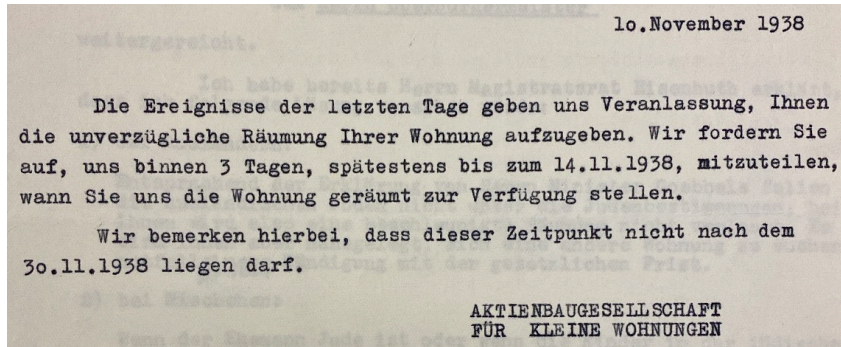 lo.November 1938
Die Ereignisse der letzten Tage geben uns Veranlassung, Ihnen
die unverzügliche Räumung Ihrer Wohnung aufzugeben. Wir fordern Sie
auf, uns binnen 3 Tagen, spätestens bis zum 14.11.1938, mitzuteilen,
wann Sie uns die Wohnung geräumt zur Verfügung stellen.
Wir bemerken hierbei, dass dieser Zeitpunkt nicht nach dem
3o.11.1938 liegen darf.
AKTIENBAUGESELLSCHAFT
FÜR KLEINE WOHNUNGEN